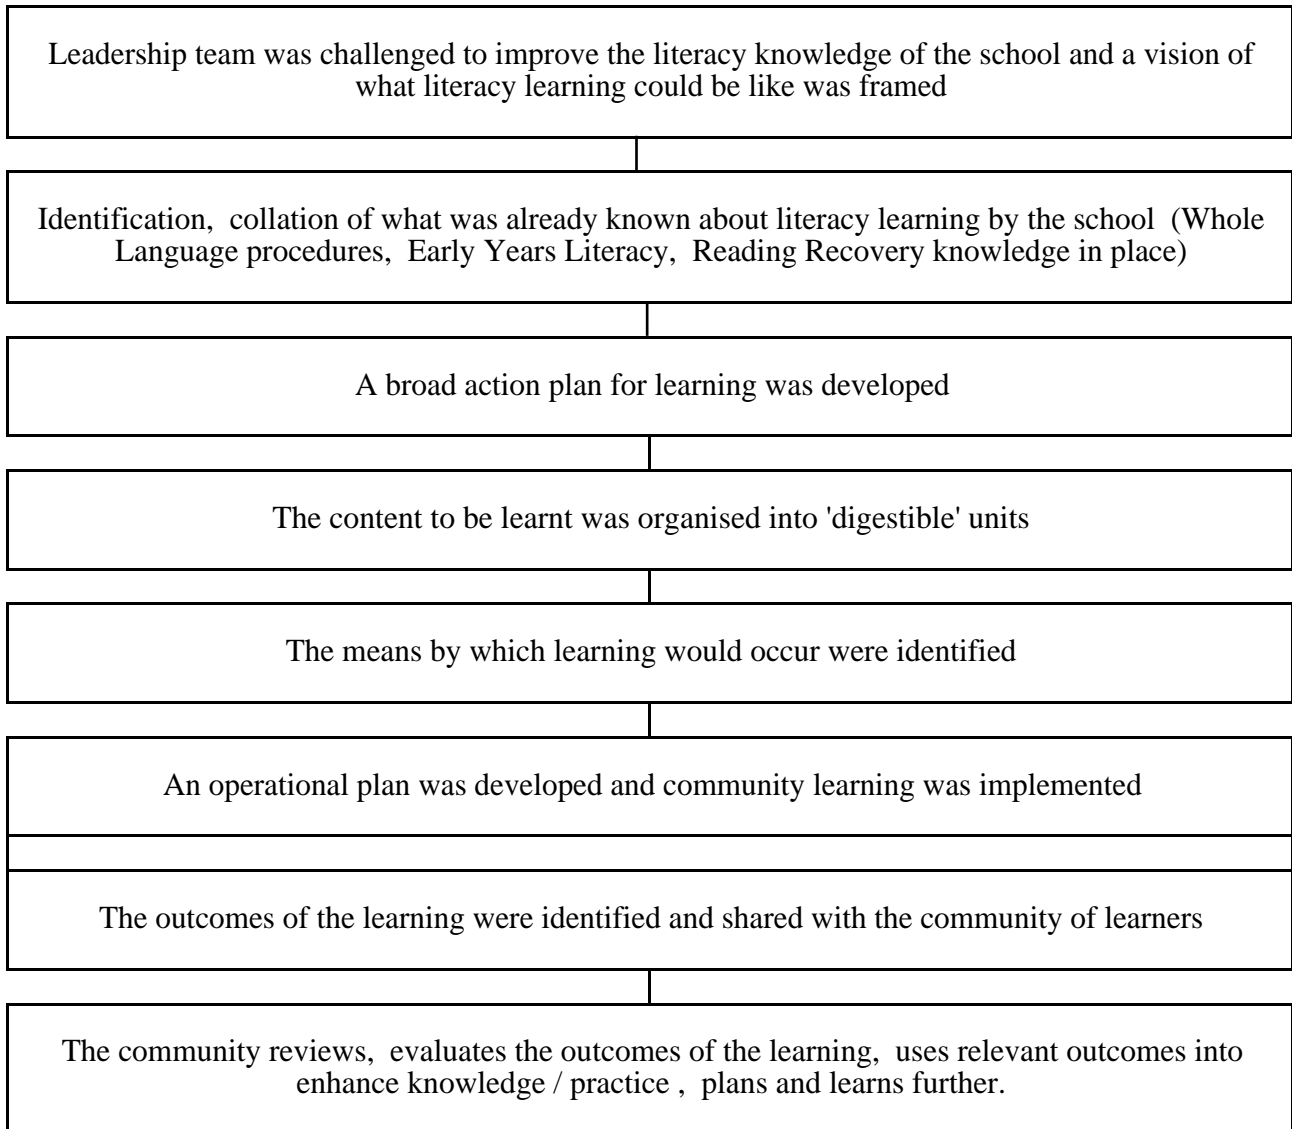 Leadership team was challenged to improve the literacy knowledge of the school and a vision of
what literacy learning could be like was framed
Identification, collation of what was already known about literacy learning by the school (Whole
Language procedures, Early Years Literacy, Reading Recovery knowledge in place)
A broad action plan for learning was developed
The content to be learnt was organised into 'digestible' units
The means by which learning would occur were identified
An operational plan was developed and community learning was implemented
The outcomes of the learning were identified and shared with the community of learners
The community reviews, evaluates the outcomes of the learning, uses relevant outcomes into
enhance knowledge / practice , plans and learns further.